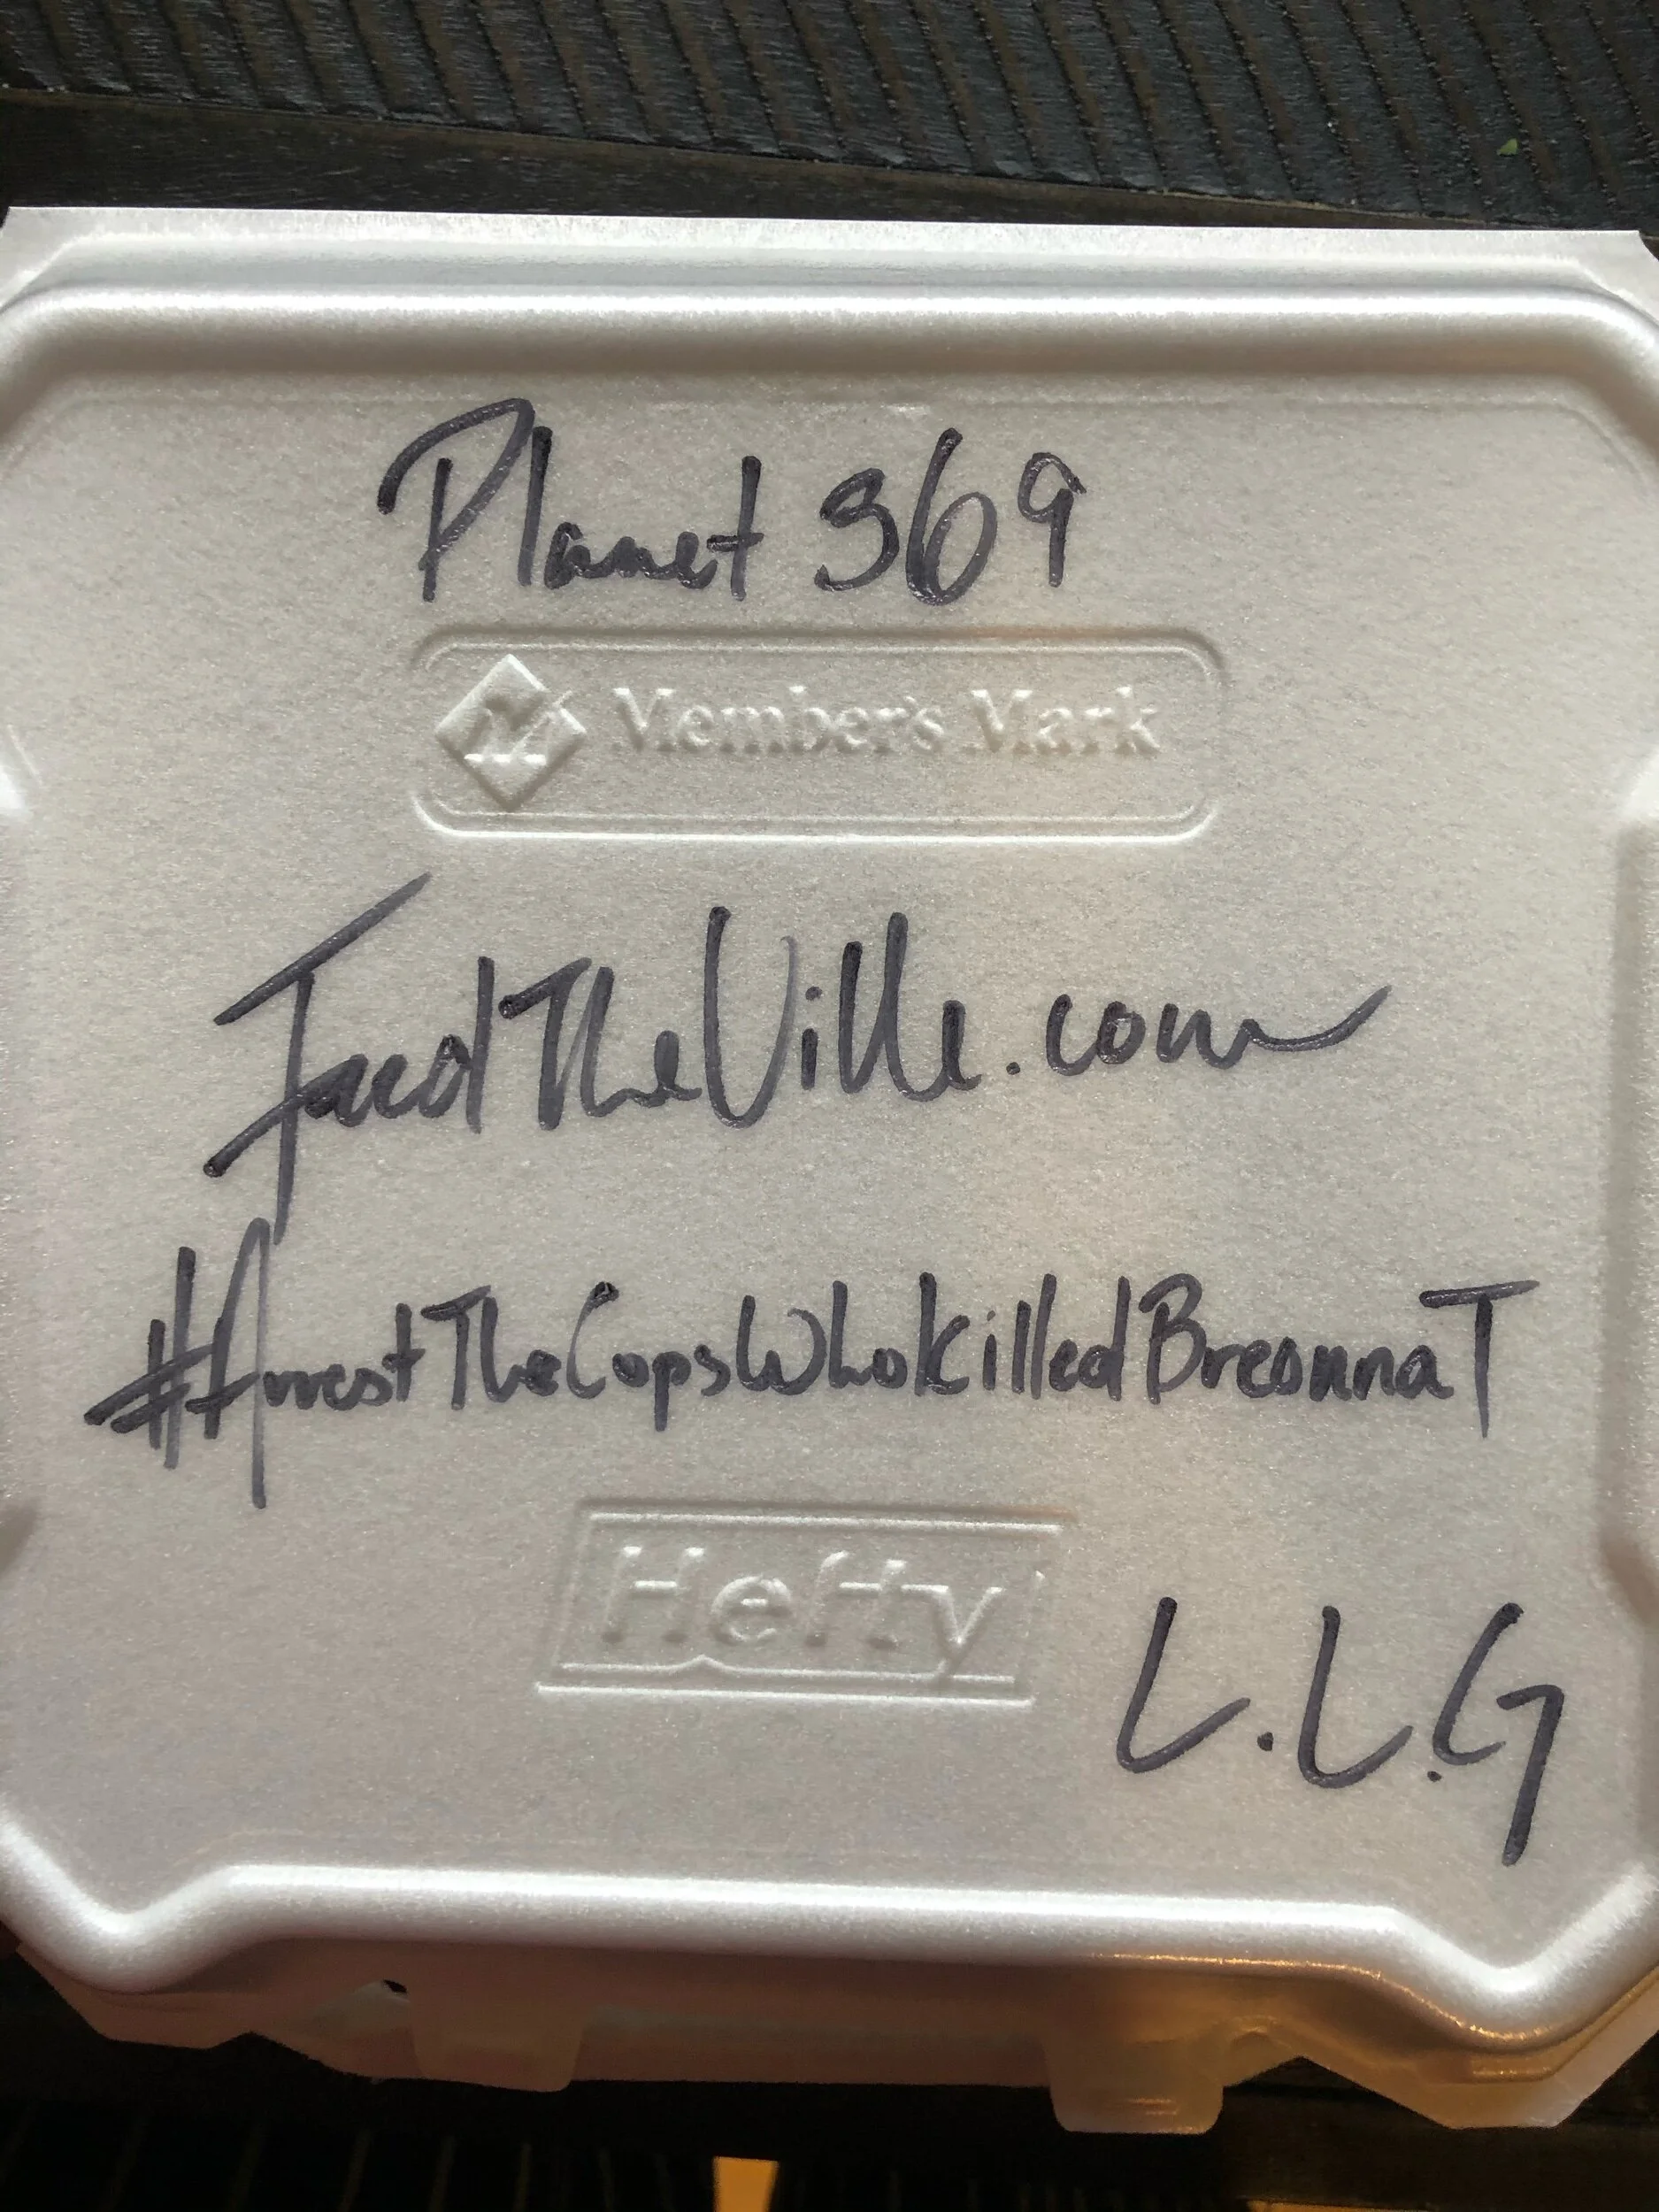 Planet 369
Member's Mark
FeedTheVille.com
#ArrestTheCopsWhoKilledBreonnaT
Hefty
L.L.G